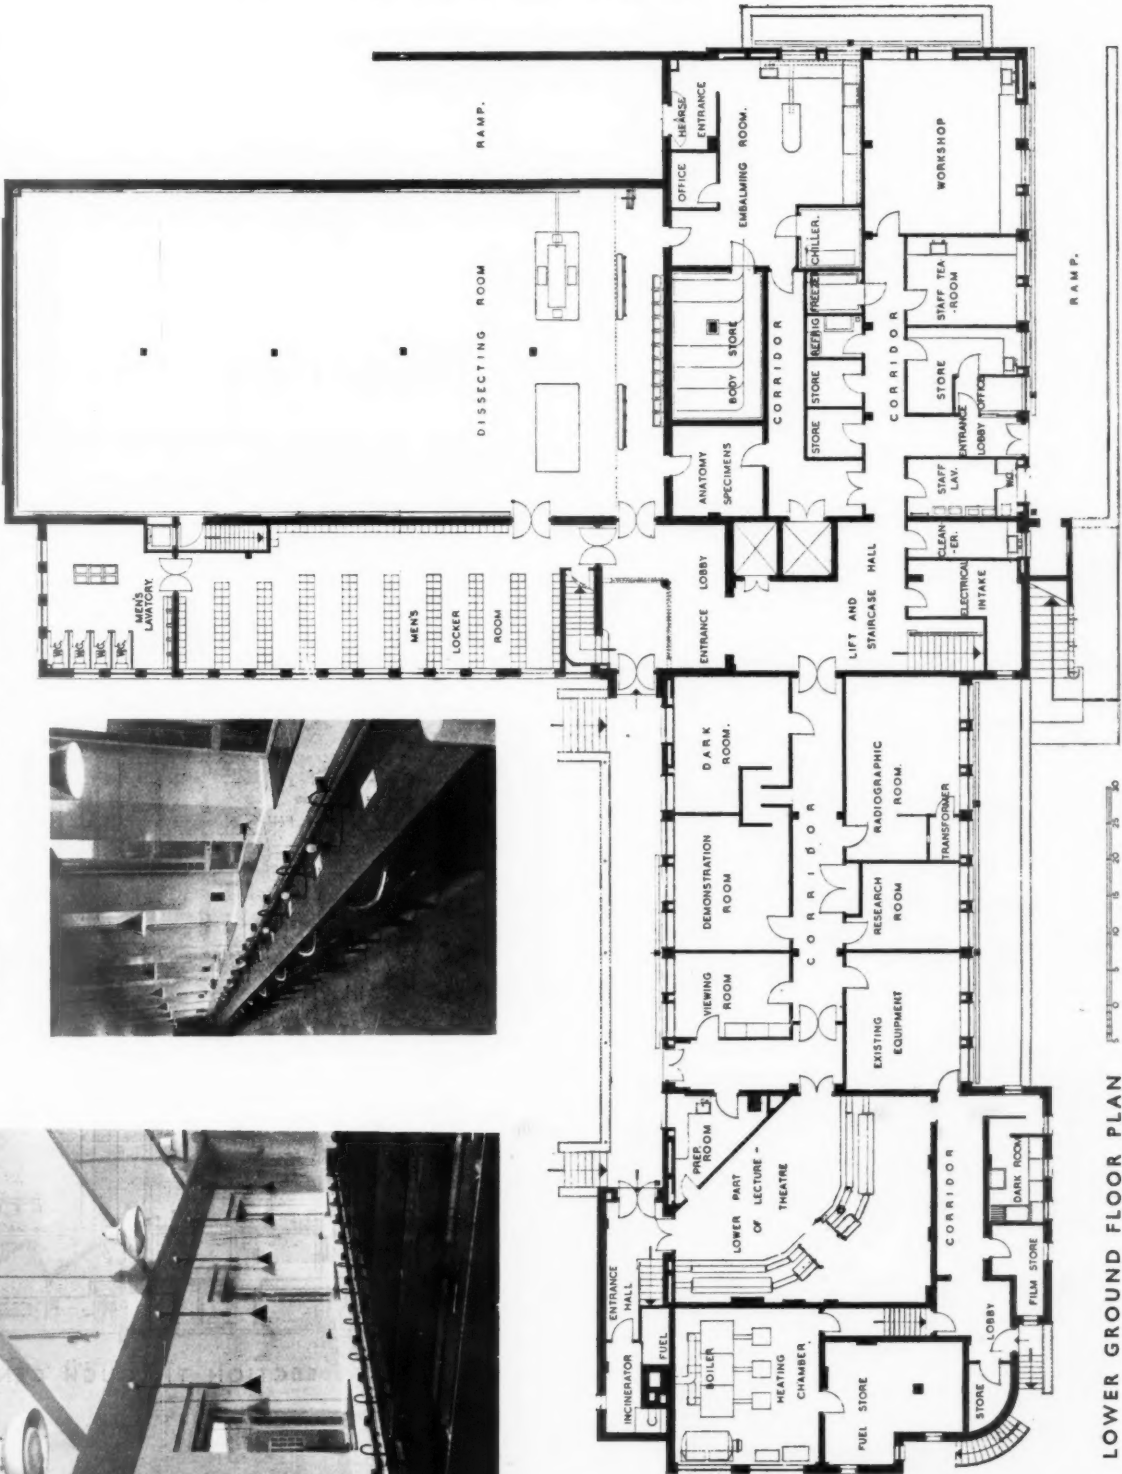 RAMP.
HEARSE
ENTRANCE
OFFICE
EMBALMING ROOM.
WORKSHOP
DISSECTING ROOM
CHILLER.
FREEZER
BODY STORE
CORRIDOR
REFRIG
STORE
STORE
CORRIDOR
STAFF TEA
-ROOM
RAMP.
STORE
OFFICE
ENTRANCE
LOBBY
ANATOMY
SPECIMENS
STAFF
LAV.
W.C.
CLEAN-
ER.
ELECTRICAL
INTAKE
MEN'S
LAVATORY.
W.C.
W.C.
W.C.
W.C.
MEN'S
LOCKER
ROOM
ENTRANCE LOBBY
LIFT AND
STAIRCASE HALL
DARK
ROOM.
DEMONSTRATION
ROOM
VIEWING
ROOM
CORRIDOR
RADIOGRAPHIC
ROOM.
TRANSFORMER
RESEARCH
ROOM
EXISTING
EQUIPMENT
PREP.
ROOM
LOWER PART
OF LECTURE-
THEATRE
CORRIDOR
DARK ROOM
FILM STORE
LOBBY
STORE
ENTRANCE
HALL
FUEL
INCINERATOR
BOILER
HEATING
CHAMBER.
FUEL STORE
5 0 5 10 15 20 25 30
LOWER GROUND FLOOR PLAN